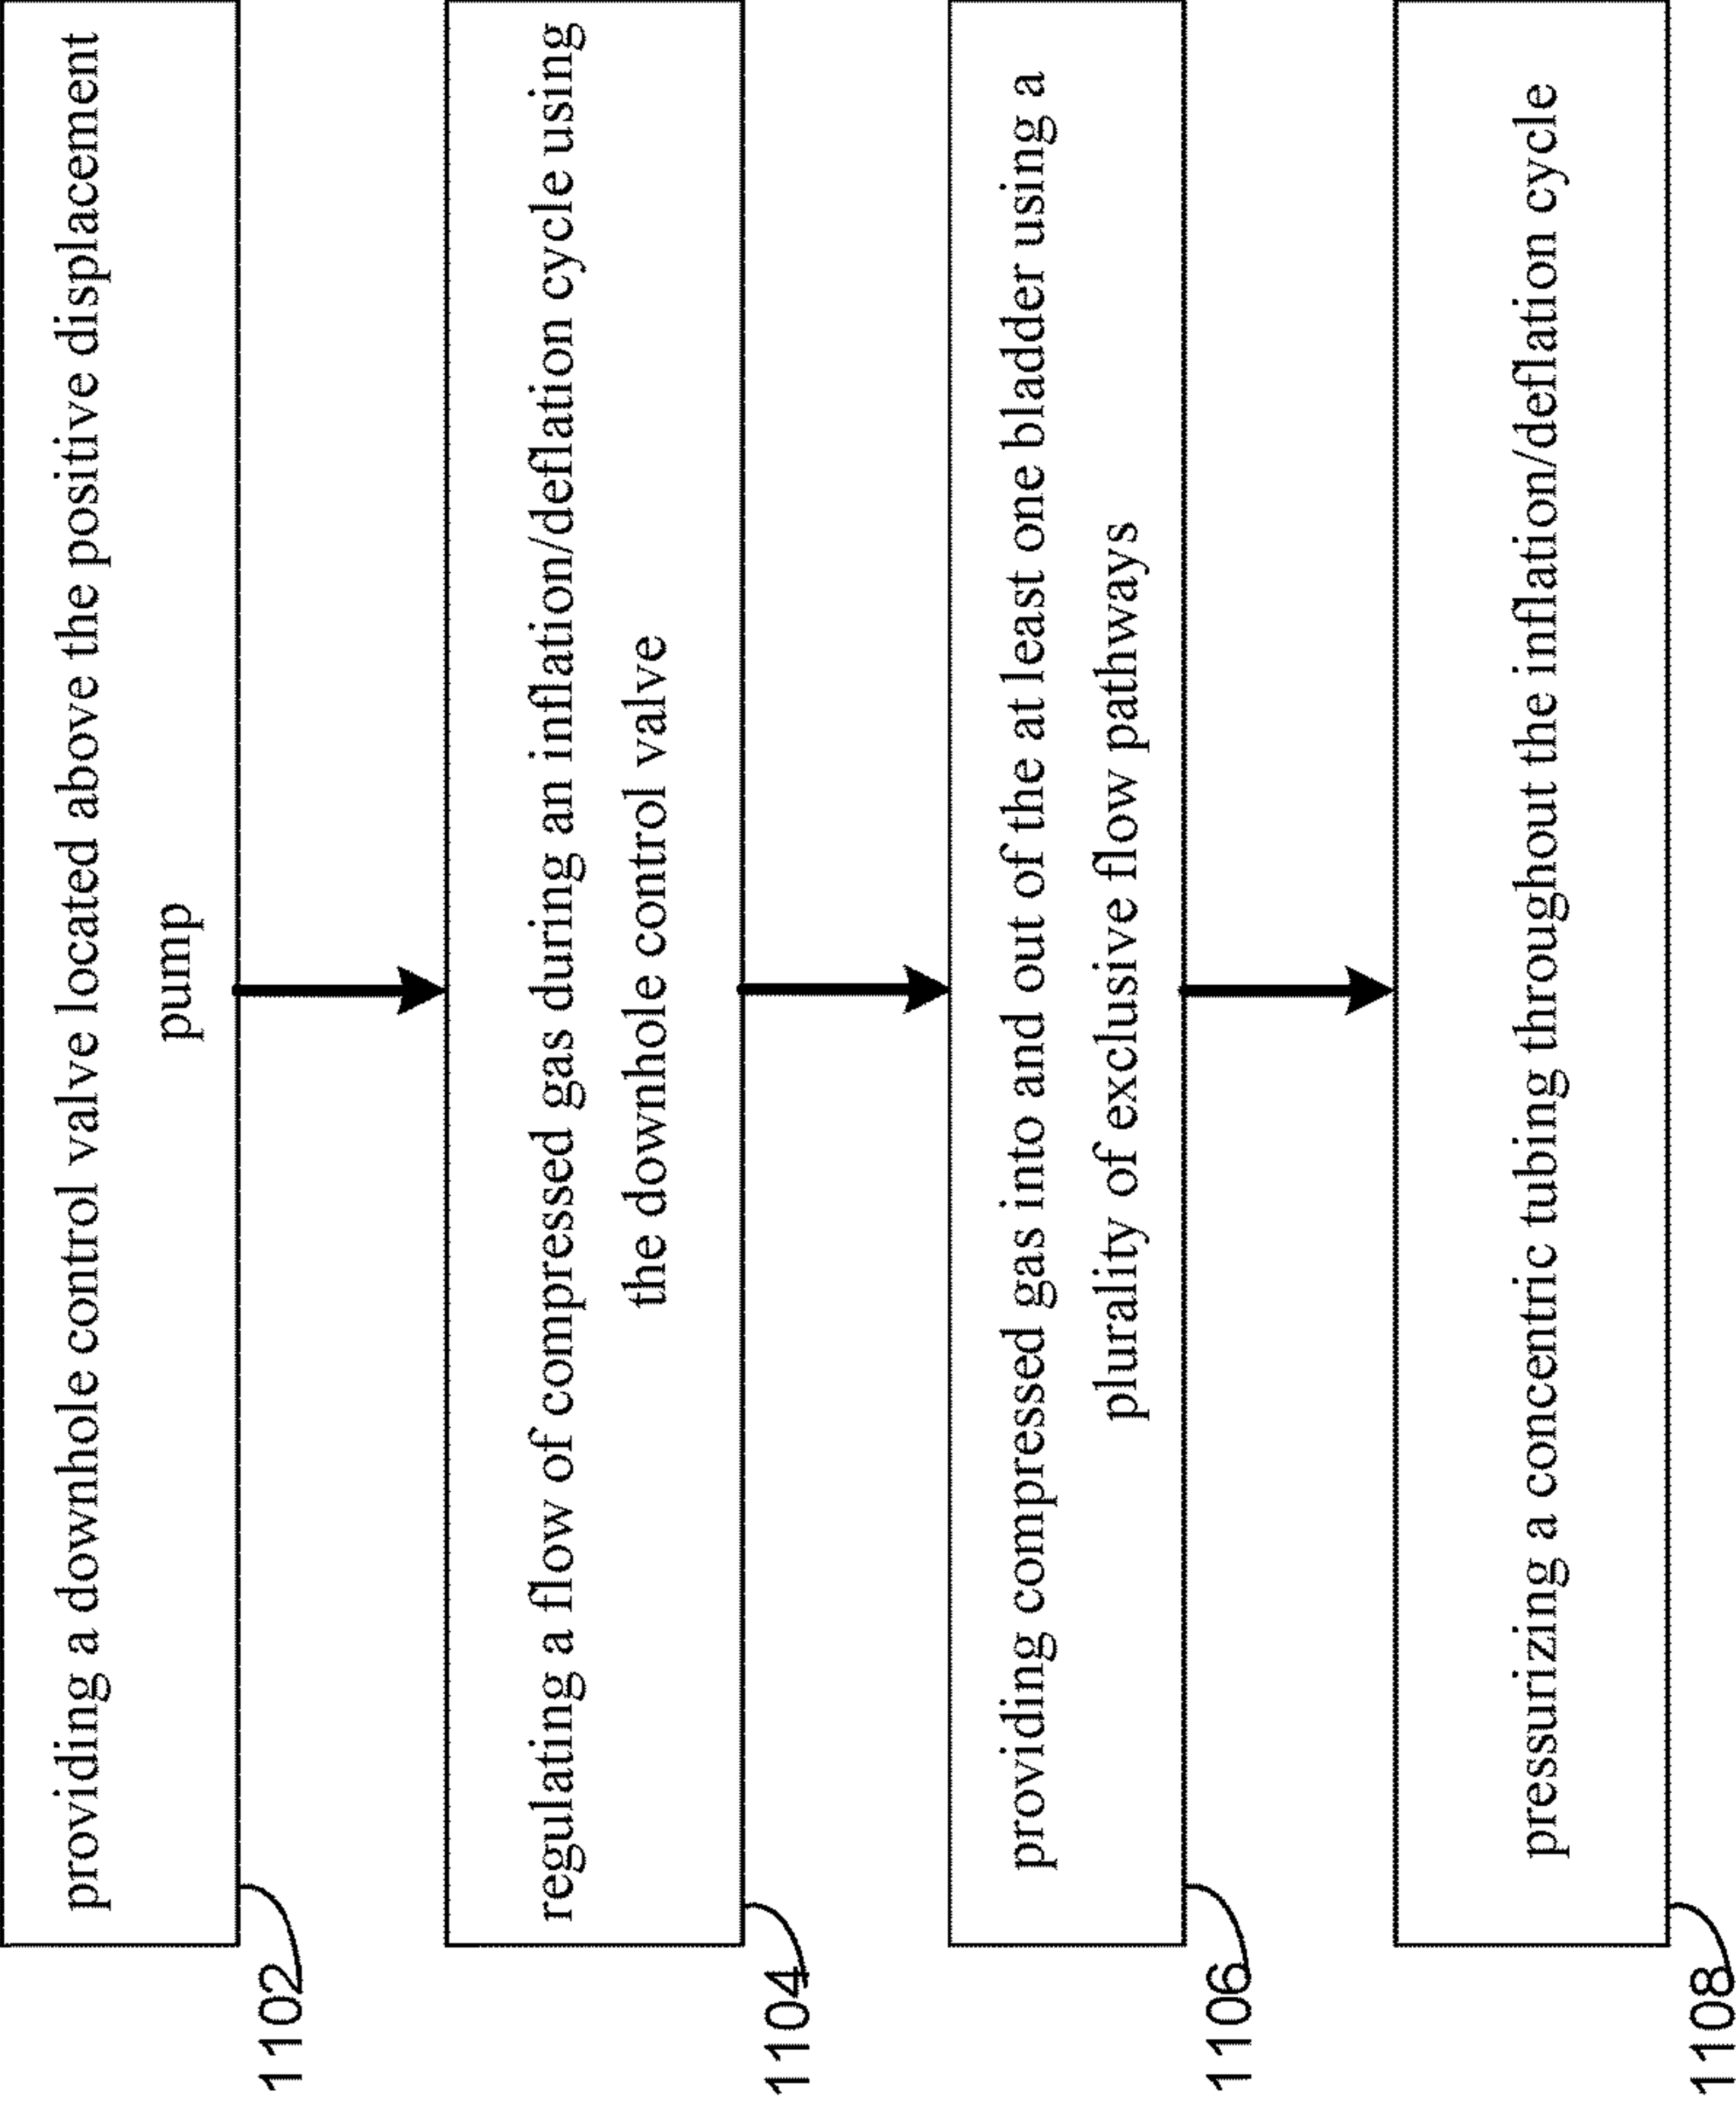 providing a downhole control valve located above the positive displacement
pump
1102
regulating a flow of compressed gas during an inflation/deflation cycle using
the downhole control valve
1104
providing compressed gas into and out of the at least one bladder using a
plurality of exclusive flow pathways
1106
pressurizing a concentric tubing throughout the inflation/deflation cycle
1108